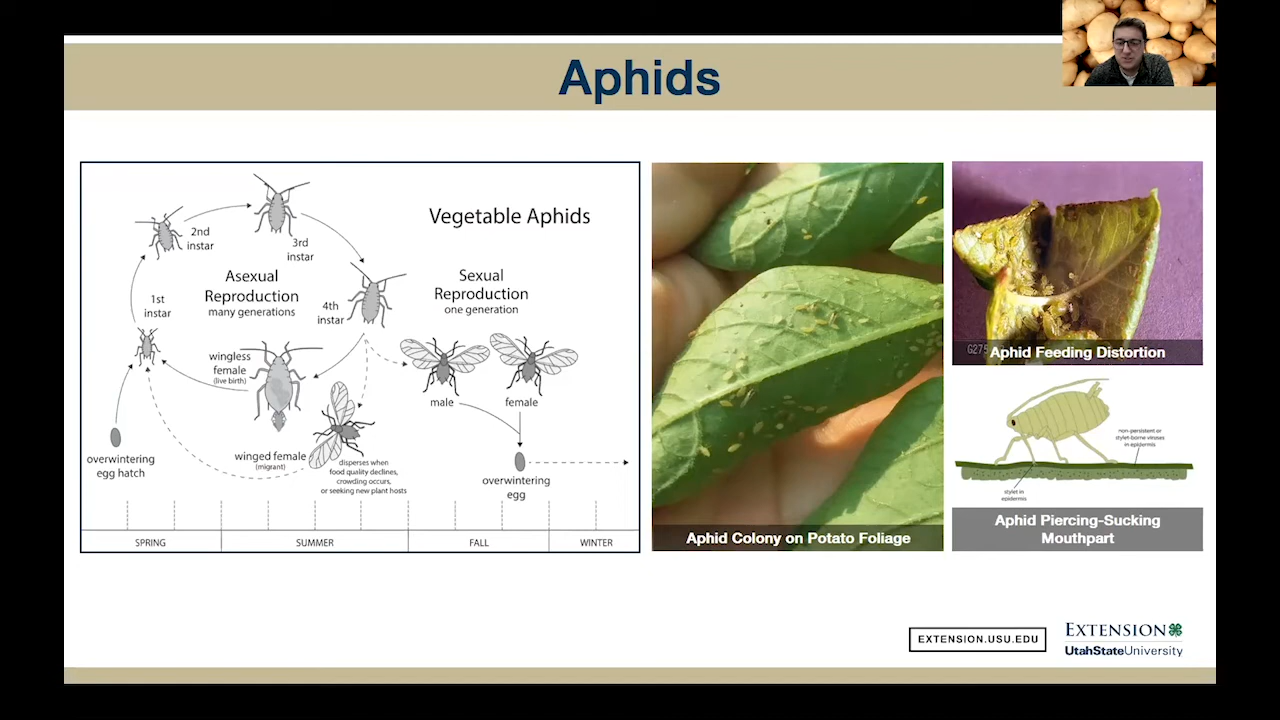 Aphids
Vegetable Aphids
2nd
instar
3rd
instar
Asexual
Reproduction
many generations
Sexual
Reproduction
one generation
1st
instar
4th
instar
wingless
female
(live birth)
male
female
winged female
(migrant)
disperses when
food quality declines,
crowding occurs,
or seeking new plant hosts
overwintering
egg hatch
overwintering
egg
SPRING
SUMMER
FALL
WINTER
Aphid Colony on Potato Foliage
G275
Aphid Feeding Distortion
non-persistent or
stylet-borne viruses
in epidermis
stylet in
epidermis
Aphid Piercing-Sucking
Mouthpart
EXTENSION.USU.EDU
EXTENSION
UtahStateUniversity